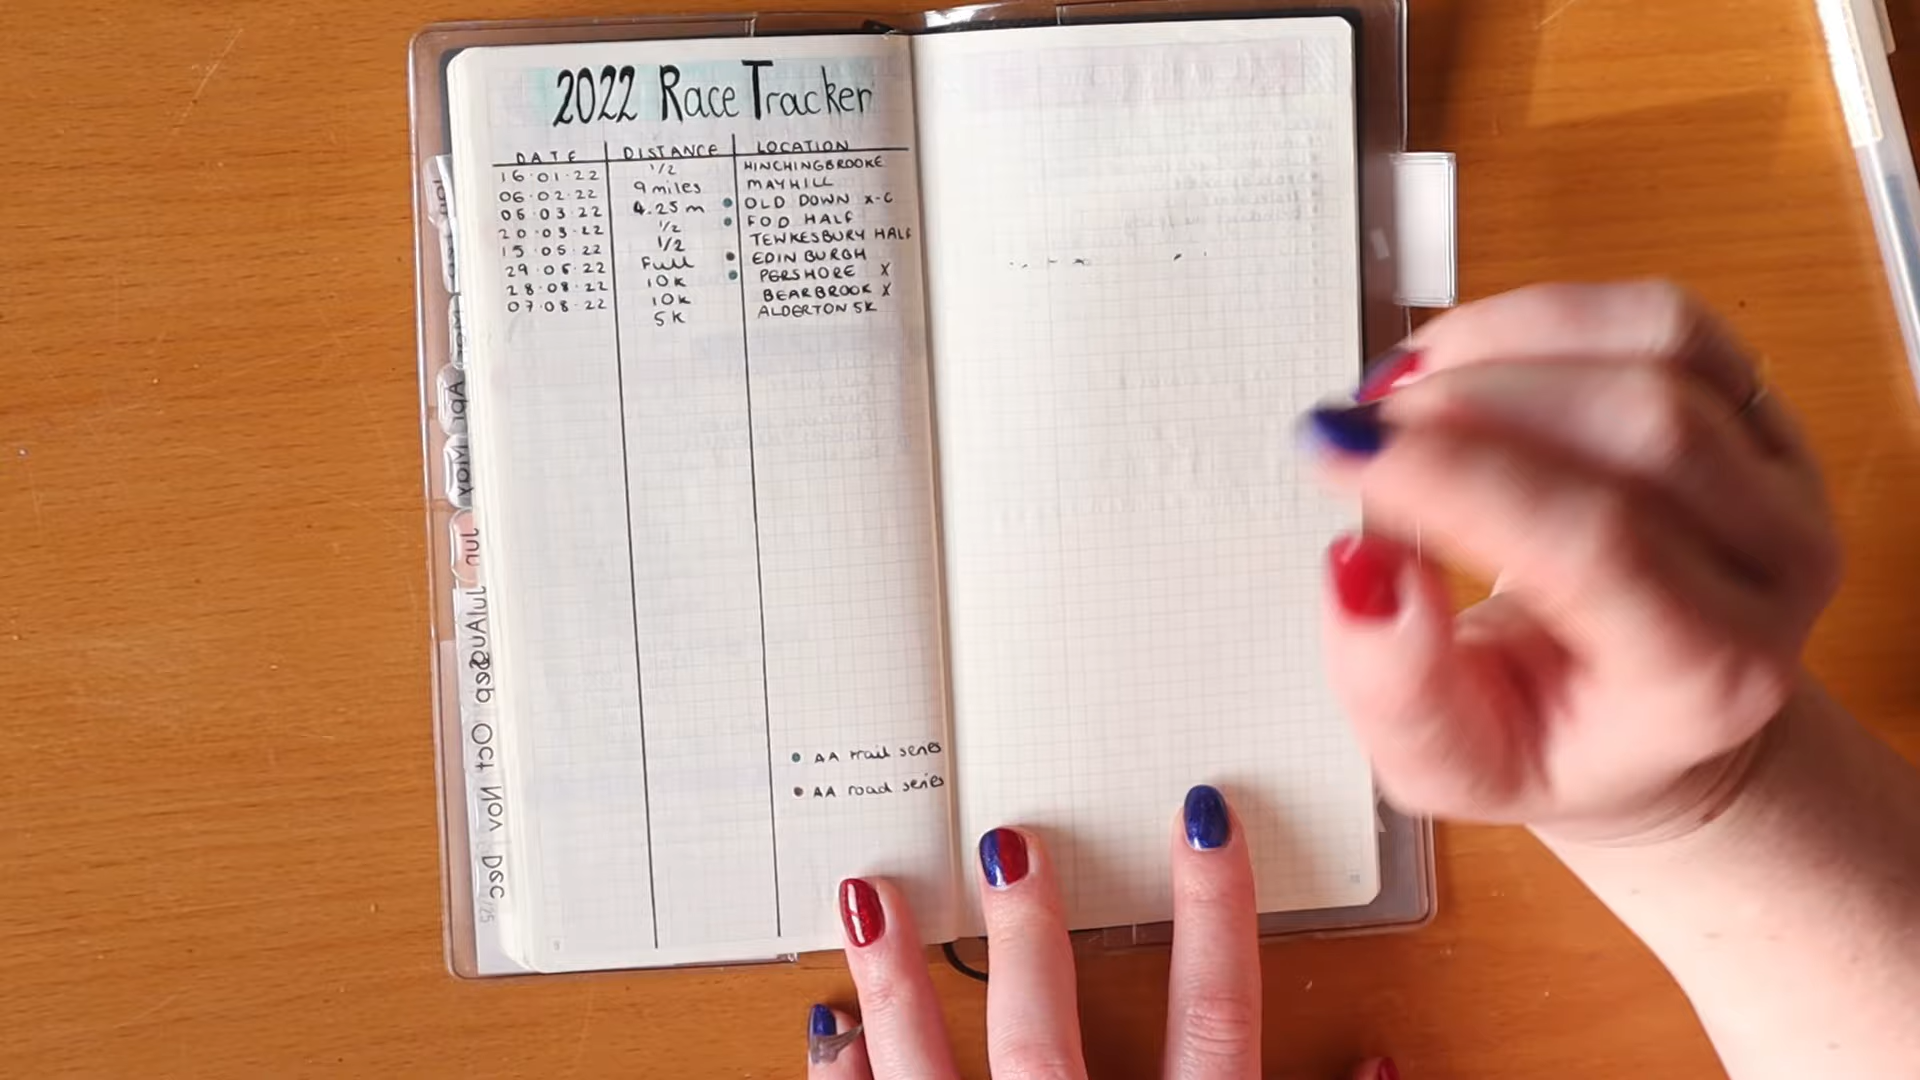 2022 Race Tracker
DATE DISTANCE LOCATION
16.01.22 1/2 HINCHINGBROOKE
06.02.22 9 miles MAYHILL
06.03.22 4.25 m OLD DOWN X-C
20.03.22 1/2 FOD HALF
15.05.22 1/2 TEWKESBURY HALF
29.05.22 Full EDINBURGH
28.08.22 10K PERSHORE X
07.08.22 10K BEARBROOK X
5K ALDERTON 5K
AA trail series
AA road series
Apr
May
Jun
Jul
Aug
Sep
Oct
Nov
Dec